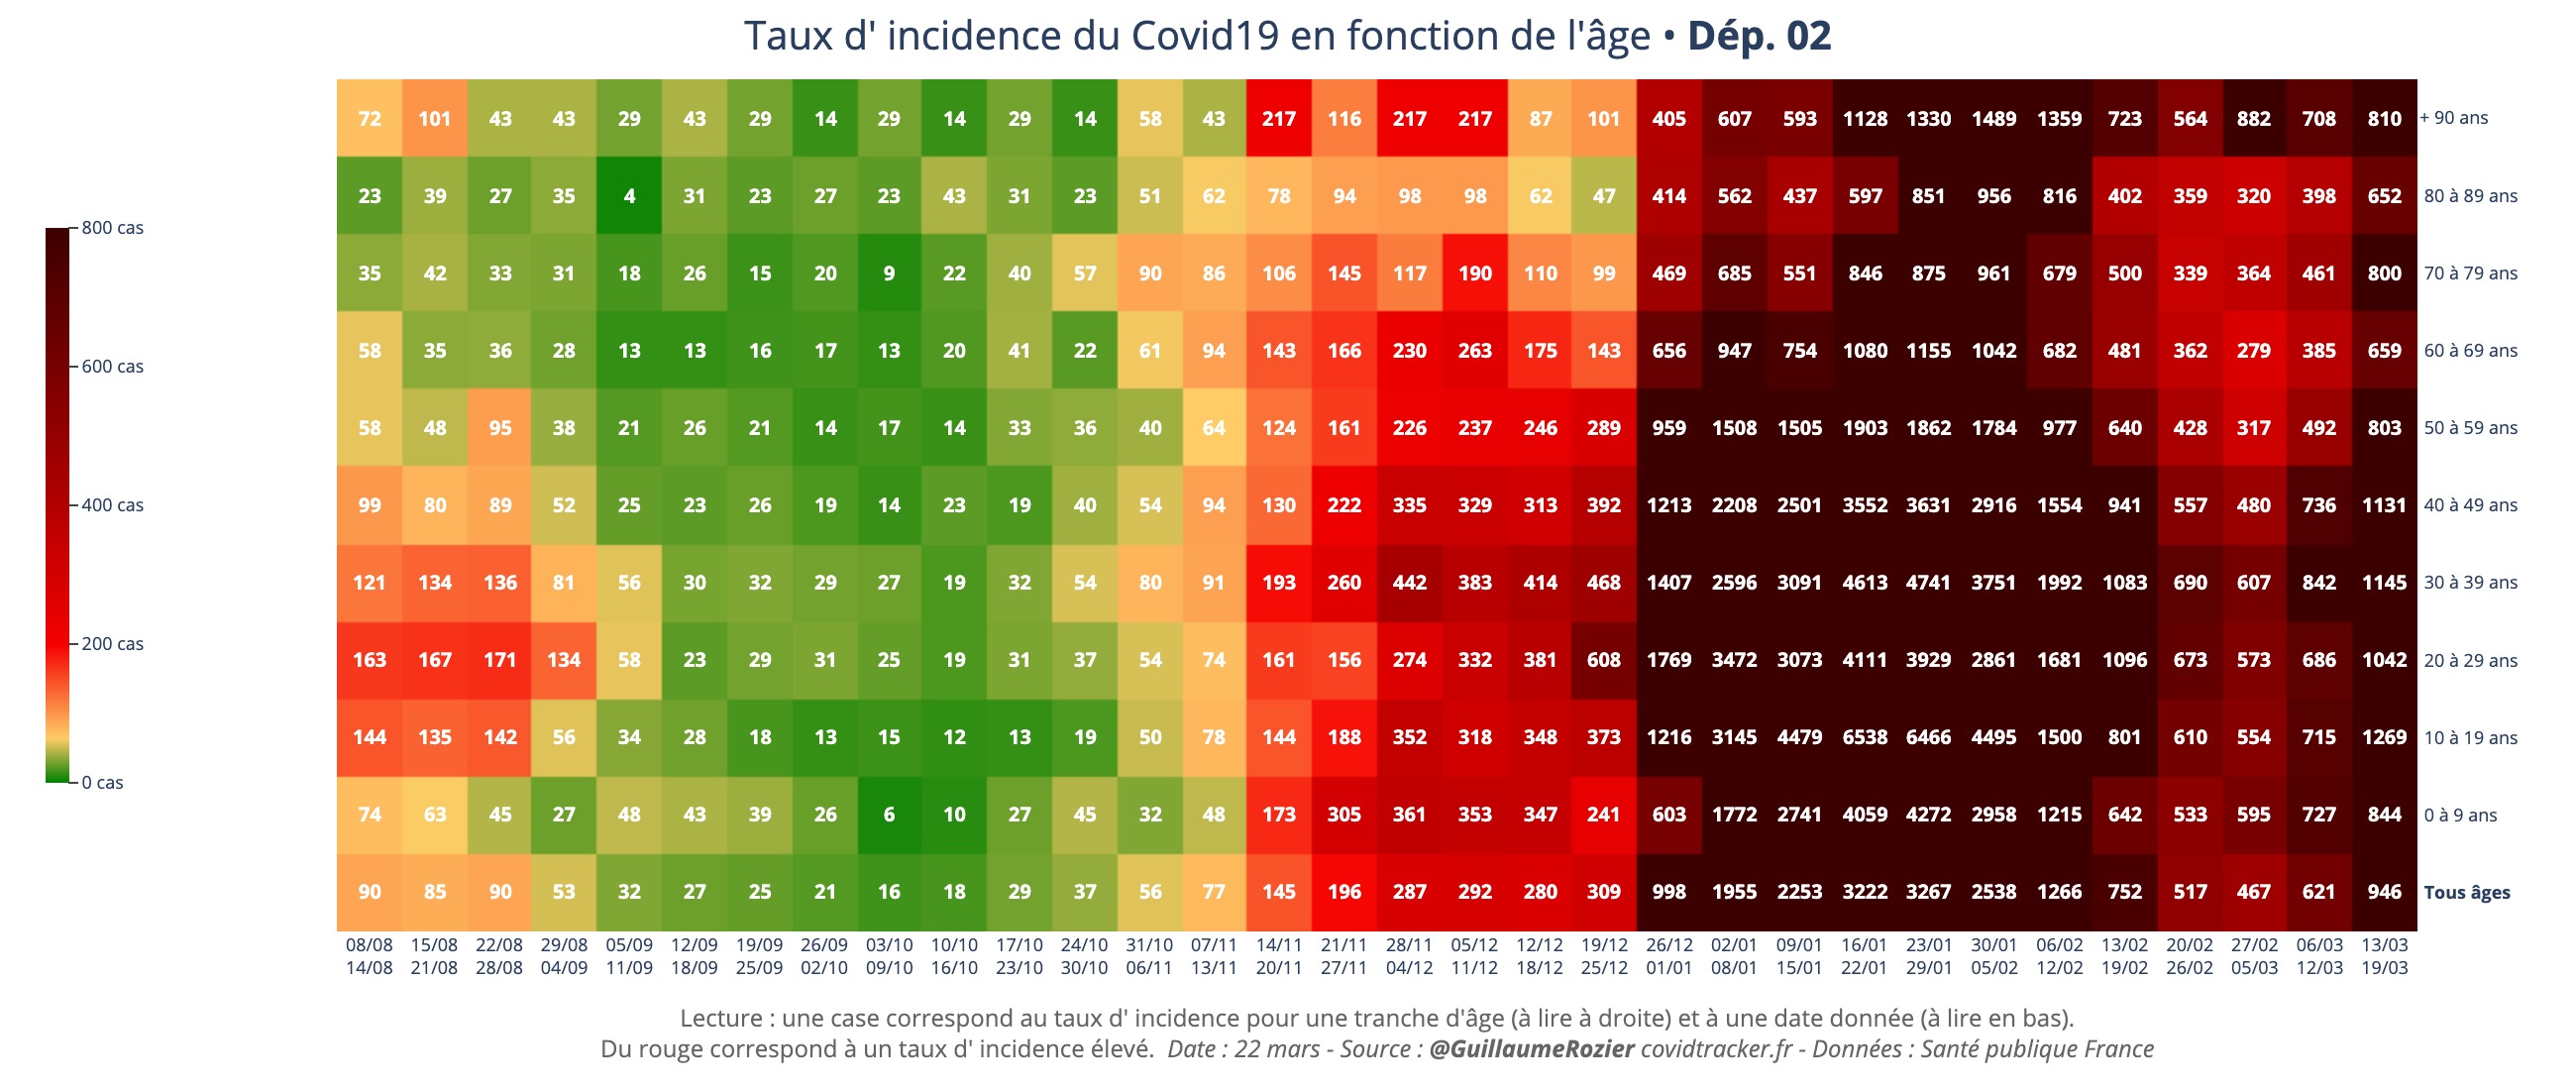 Taux d' incidence du Covid19 en fonction de l'âge • Dép. 02
72 101 43 43 29 43 29 14 29 14 29 14 58 43 217 116 217 217 87 101 405 607 593 1128 1330 1489 1359 723 564 882 708 810 + 90 ans
23 39 27 35 4 31 23 27 23 43 31 23 51 62 78 94 98 98 62 47 414 562 437 597 851 956 816 402 359 320 398 652 80 à 89 ans
800 cas
35 42 33 31 18 26 15 20 9 22 40 57 90 86 106 145 117 190 110 99 469 685 551 846 875 961 679 500 339 364 461 800 70 à 79 ans
58 35 36 28 13 13 16 17 13 20 41 22 61 94 143 166 230 263 175 143 656 947 754 1080 1155 1042 682 481 362 279 385 659 60 à 69 ans
600 cas
58 48 95 38 21 26 21 14 17 14 33 36 40 64 124 161 226 237 246 289 959 1508 1505 1903 1862 1784 977 640 428 317 492 803 50 à 59 ans
400 cas
99 80 89 52 25 23 26 19 14 23 19 40 54 94 130 222 335 329 313 392 1213 2208 2501 3552 3631 2916 1554 941 557 480 736 1131 40 à 49 ans
121 134 136 81 56 30 32 29 27 19 32 54 80 91 193 260 442 383 414 468 1407 2596 3091 4613 4741 3751 1992 1083 690 607 842 1145 30 à 39 ans
200 cas
163 167 171 134 58 23 29 31 25 19 31 37 54 74 161 156 274 332 381 608 1769 3472 3073 4111 3929 2861 1681 1096 673 573 686 1042 20 à 29 ans
144 135 142 56 34 28 18 13 15 12 13 19 50 78 144 188 352 318 348 373 1216 3145 4479 6538 6466 4495 1500 801 610 554 715 1269 10 à 19 ans
0 cas
74 63 45 27 48 43 39 26 6 10 27 45 32 48 173 305 361 353 347 241 603 1772 2741 4059 4272 2958 1215 642 533 595 727 844 0 à 9 ans
90 85 90 53 32 27 25 21 16 18 29 37 56 77 145 196 287 292 280 309 998 1955 2253 3222 3267 2538 1266 752 517 467 621 946 Tous âges
08/08 15/08 22/08 29/08 05/09 12/09 19/09 26/09 03/10 10/10 17/10 24/10 31/10 07/11 14/11 21/11 28/11 05/12 12/12 19/12 26/12 02/01 09/01 16/01 23/01 30/01 06/02 13/02 20/02 27/02 06/03 13/03
14/08 21/08 28/08 04/09 11/09 18/09 25/09 02/10 09/10 16/10 23/10 30/10 06/11 13/11 20/11 27/11 04/12 11/12 18/12 25/12 01/01 08/01 15/01 22/01 29/01 05/02 12/02 19/02 26/02 05/03 12/03 19/03
Lecture : une case correspond au taux d' incidence pour une tranche d'âge (à lire à droite) et à une date donnée (à lire en bas).
Du rouge correspond à un taux d' incidence élevé. Date : 22 mars - Source : @GuillaumeRozier covidtracker.fr - Données : Santé publique France